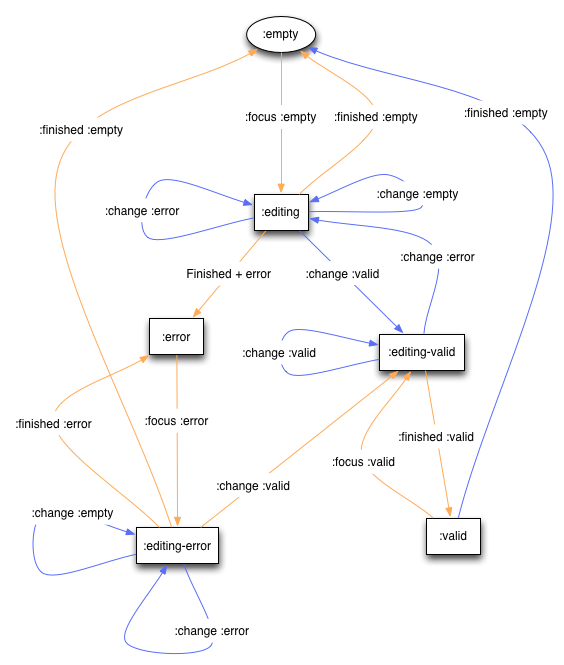 :empty
:finished :empty
:focus :empty
:finished :empty
:finished :empty
:change :error
:editing
:change :empty
Finished + error
:change :valid
:change :error
:error
:change :valid
:editing-valid
:finished :error
:focus :error
:finished :valid
:focus :valid
:change :valid
:change :empty
:editing-error
:valid
:change :error